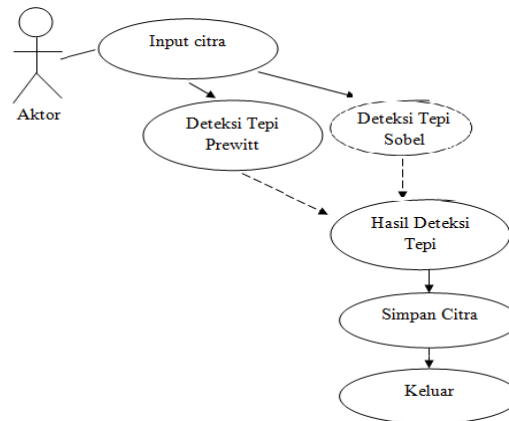 Input citra
Aktor
Deteksi Tepi
Prewitt
Deteksi Tepi
Sobel
Hasil Deteksi
Tepi
Simpan Citra
Keluar